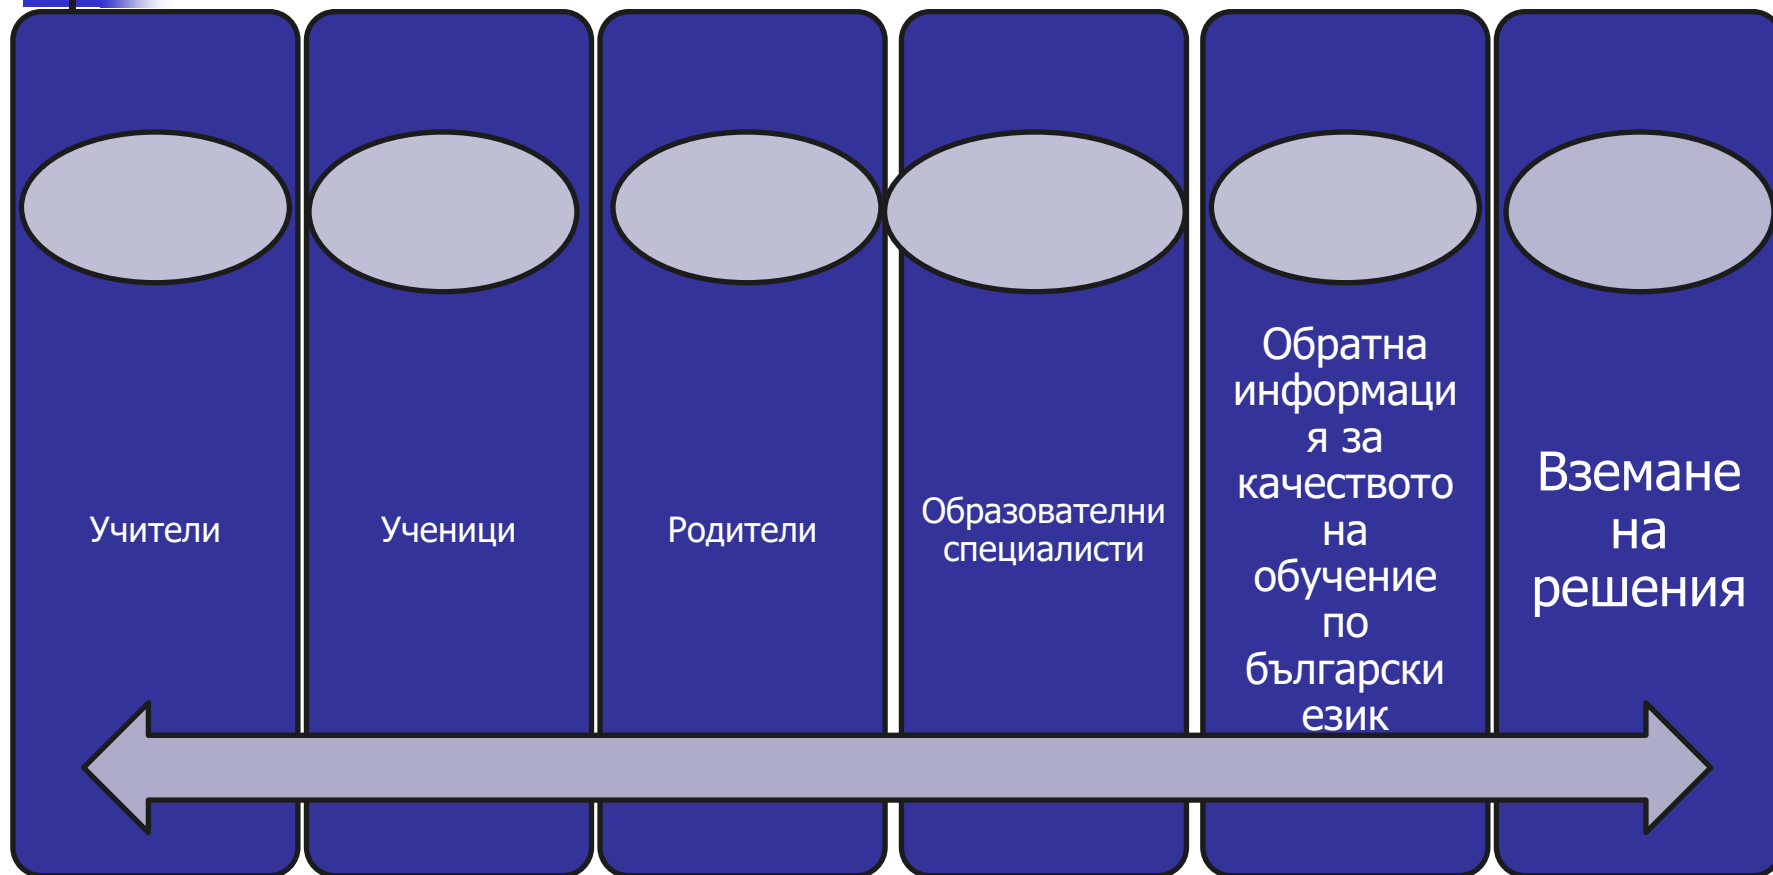 Учители
Ученици
Родители
Образователни
специалисти
Обратна
информаци
я за
качеството
на
обучение
по
български
език
Вземане
на
решения